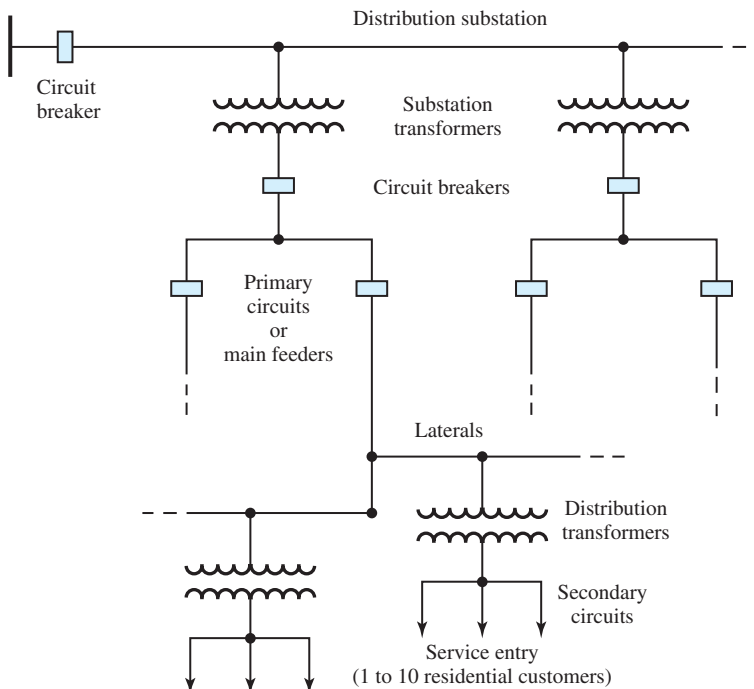 Distribution substation
Circuit
breaker
Substation
transformers
Circuit breakers
Primary
circuits
or
main feeders
Laterals
Distribution
transformers
Secondary
circuits
Service entry
(1 to 10 residential customers)